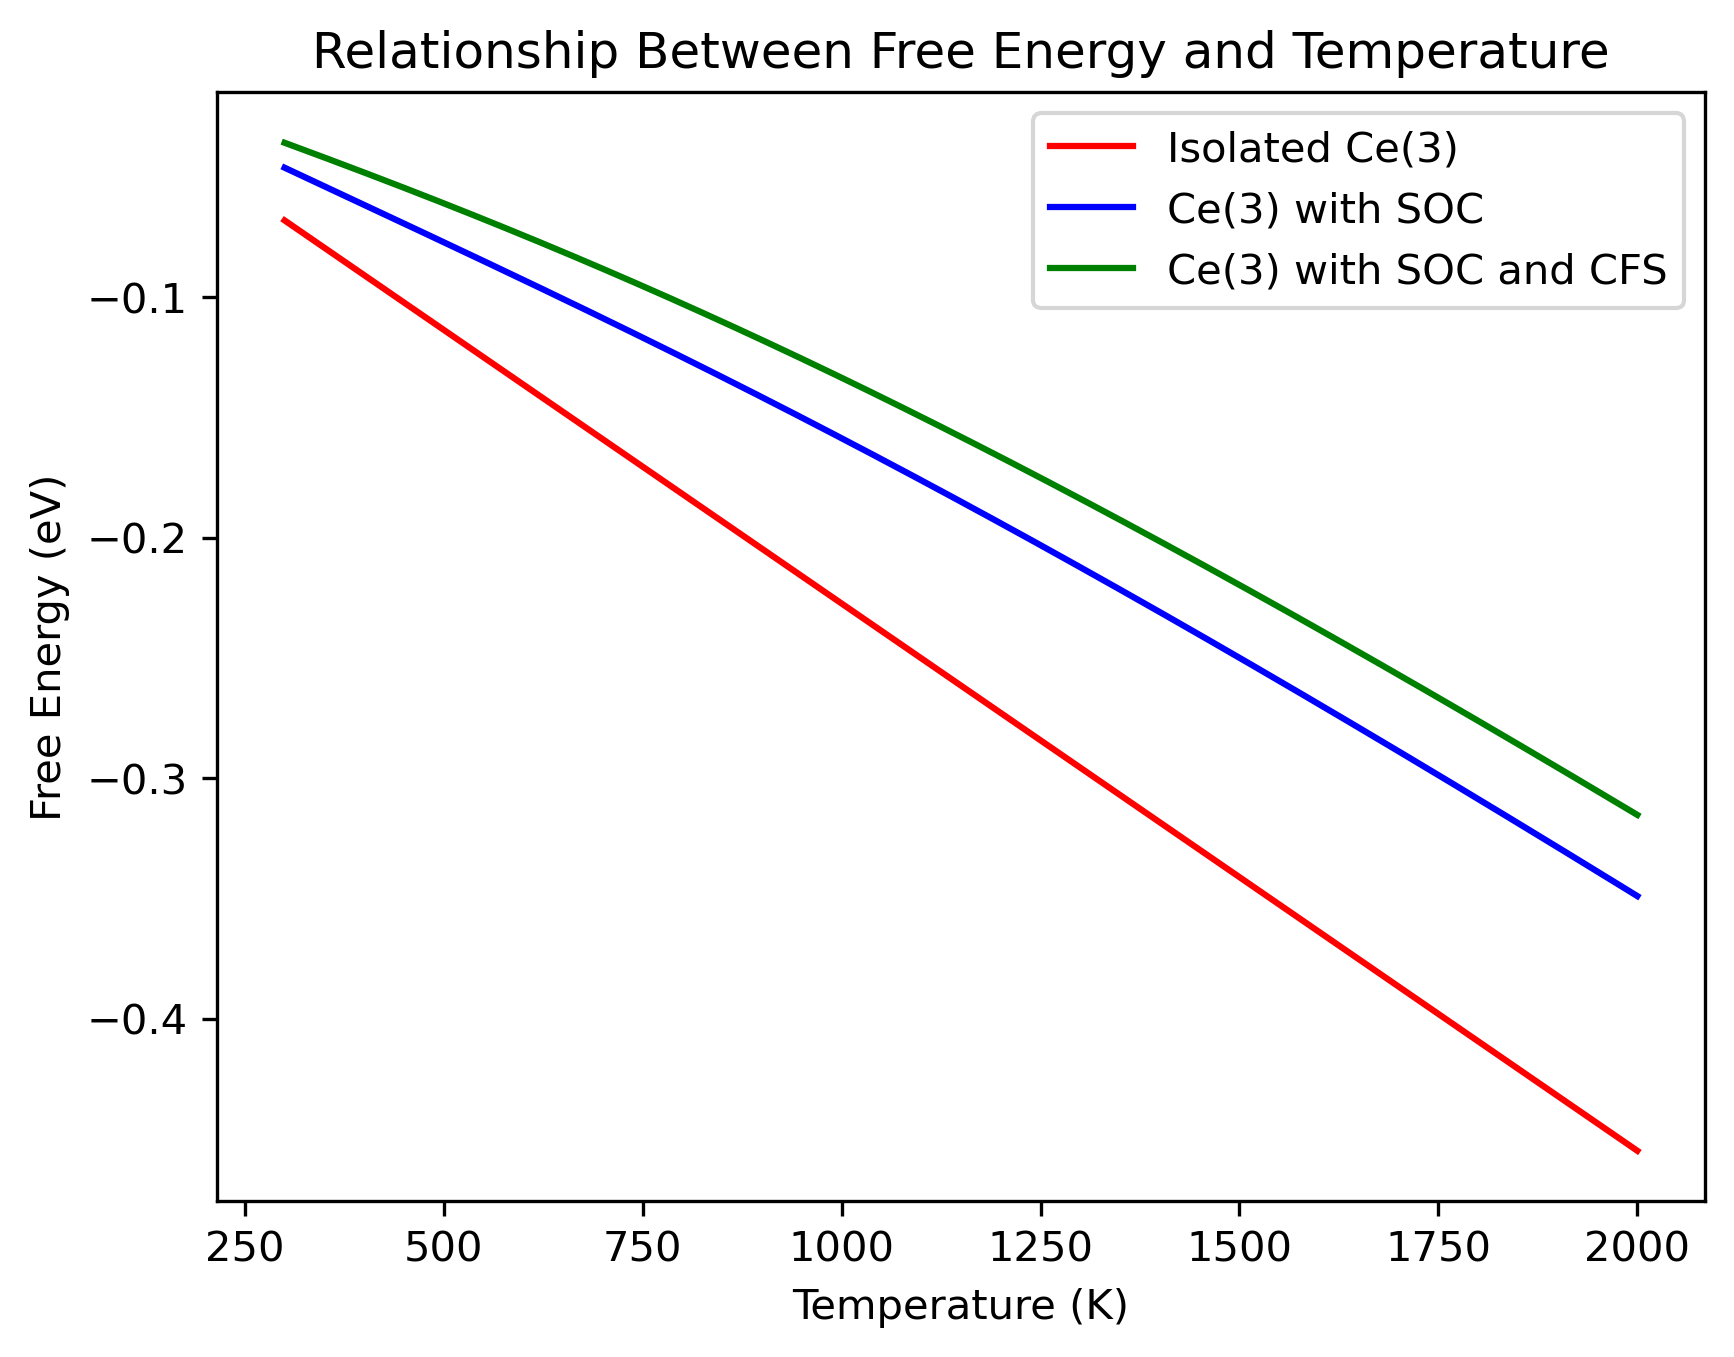 Relationship Between Free Energy and Temperature
Isolated Ce(3)
Ce(3) with SOC
Ce(3) with SOC and CFS
Free Energy (eV)
−0.1
−0.2
−0.3
−0.4
250 500 750 1000 1250 1500 1750 2000
Temperature (K)